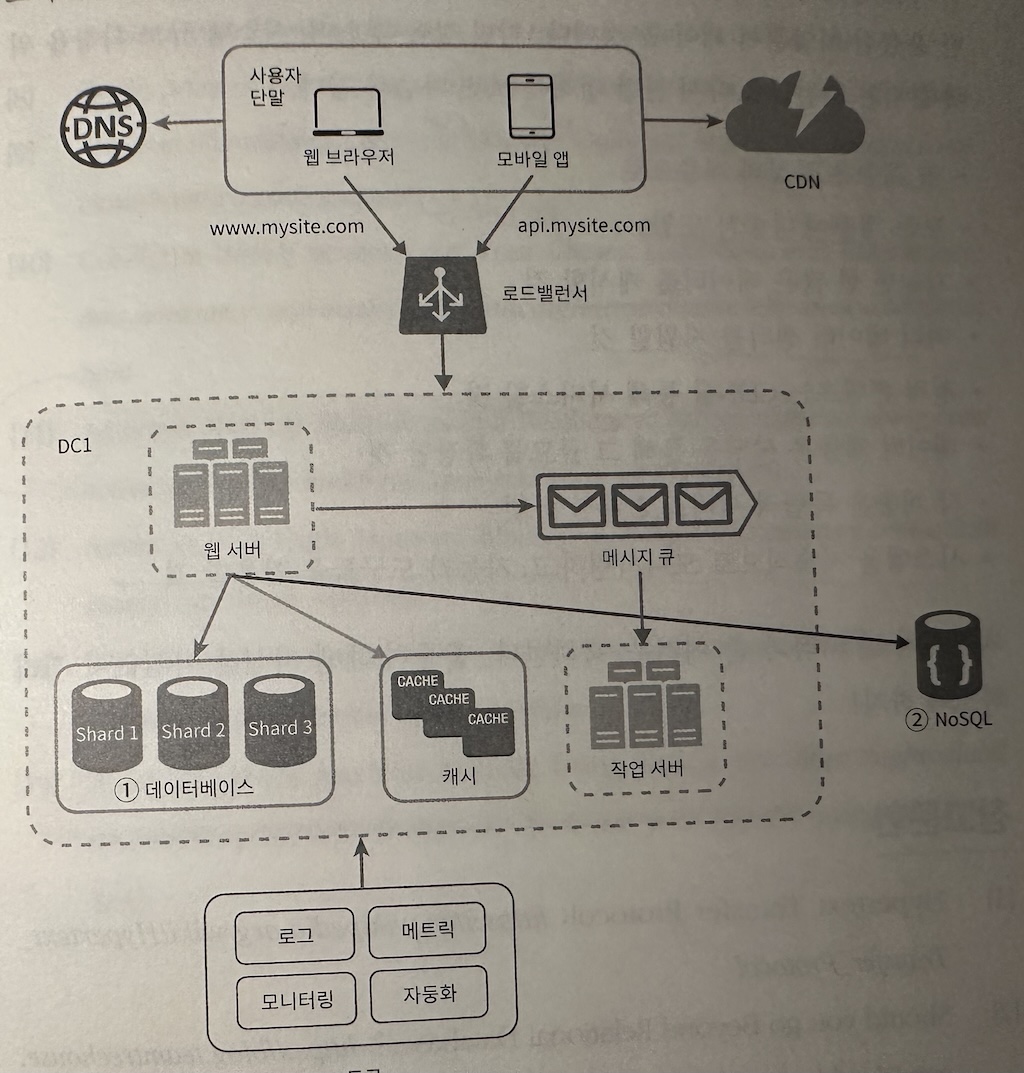 사용자
단말
DNS
웹 브라우저
모바일 앱
CDN
www.mysite.com
api.mysite.com
로드밸런서
DC1
웹 서버
메시지 큐
Shard 1
Shard 2
Shard 3
① 데이터베이스
CACHE
CACHE
CACHE
캐시
작업 서버
② NoSQL
로그
메트릭
모니터링
자동화